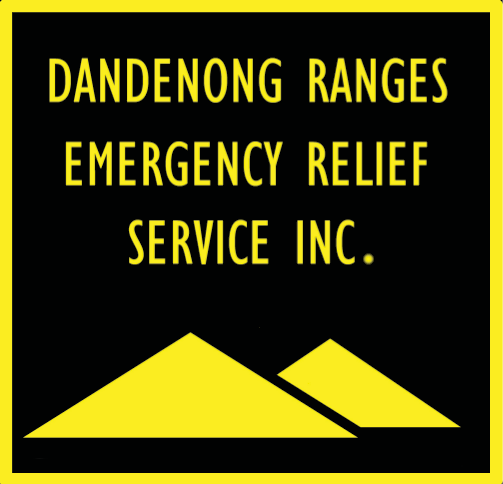 DANDENONG RANGES
EMERGENCY RELIEF
SERVICE INC.